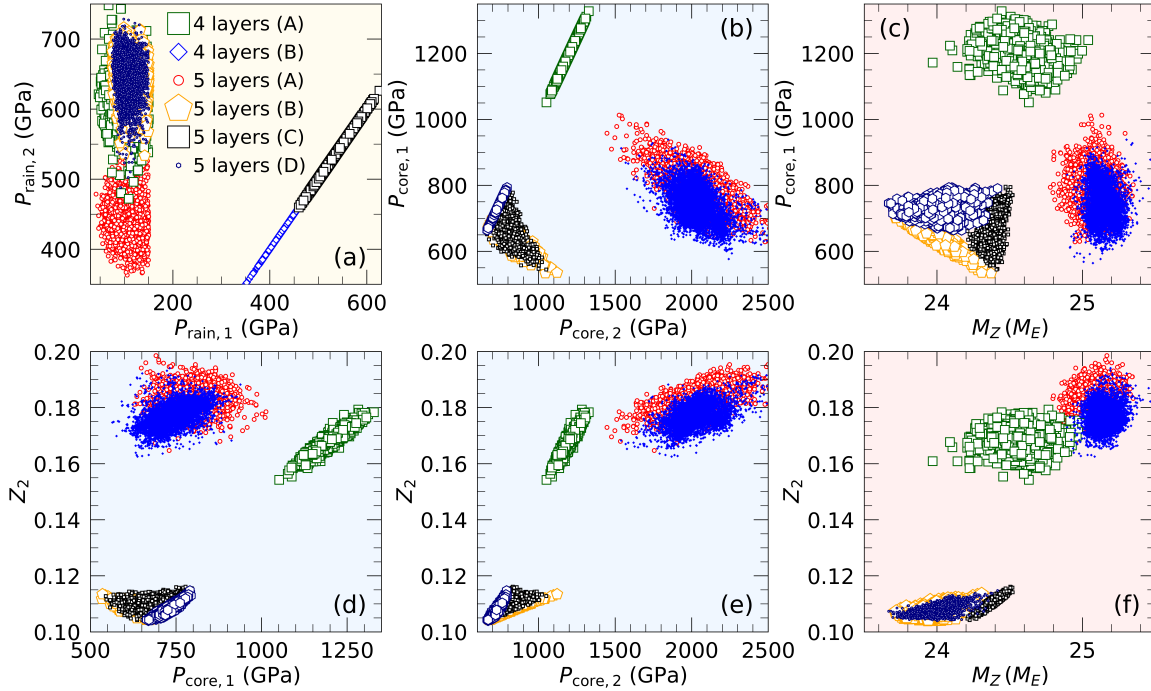 700
600
500
400
P_rain, 2 (GPa)
4 layers (A)
4 layers (B)
5 layers (A)
5 layers (B)
5 layers (C)
5 layers (D)
(a)
200 400 600
P_rain, 1 (GPa)
1200
1000
800
600
P_core, 1 (GPa)
(b)
1000 1500 2000 2500
P_core, 2 (GPa)
1200
1000
800
600
P_core, 1 (GPa)
(c)
24 25
M_Z (M_E)
0.20
0.18
0.16
0.14
0.12
0.10
Z_2
(d)
500 750 1000 1250
P_core, 1 (GPa)
0.20
0.18
0.16
0.14
0.12
0.10
Z_2
(e)
1000 1500 2000 2500
P_core, 2 (GPa)
0.20
0.18
0.16
0.14
0.12
0.10
Z_2
(f)
24 25
M_Z (M_E)